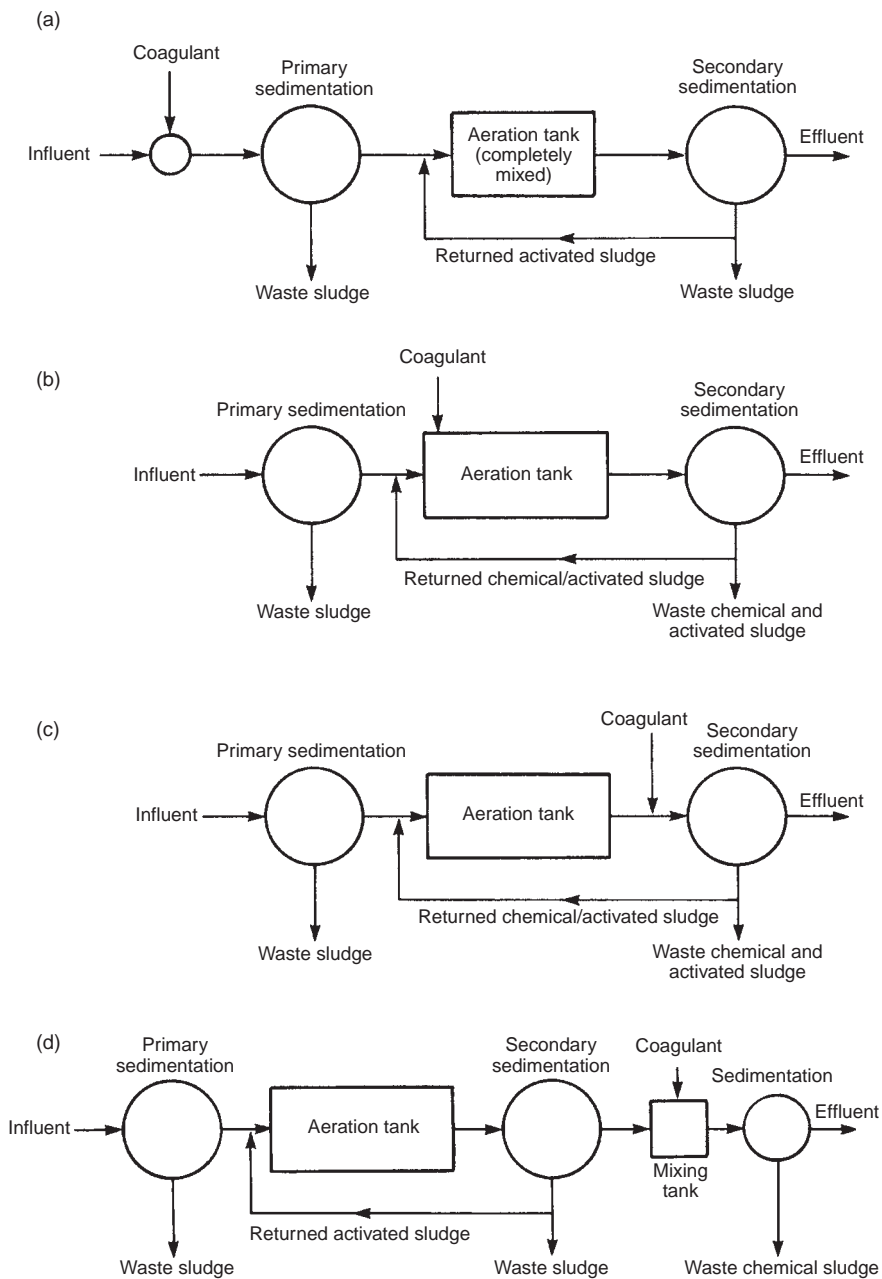 (a)
Coagulant
Primary
sedimentation
Secondary
sedimentation
Influent
Aeration tank
(completely
mixed)
Effluent
Returned activated sludge
Waste sludge
Waste sludge
(b)
Coagulant
Primary sedimentation
Secondary
sedimentation
Influent
Aeration tank
Effluent
Returned chemical/activated sludge
Waste sludge
Waste chemical and
activated sludge
(c)
Coagulant
Primary sedimentation
Secondary
sedimentation
Influent
Aeration tank
Effluent
Returned chemical/activated sludge
Waste sludge
Waste chemical and
activated sludge
(d)
Primary
sedimentation
Secondary
sedimentation
Coagulant
Sedimentation
Influent
Aeration tank
Effluent
Mixing
tank
Returned activated sludge
Waste sludge
Waste sludge
Waste chemical sludge